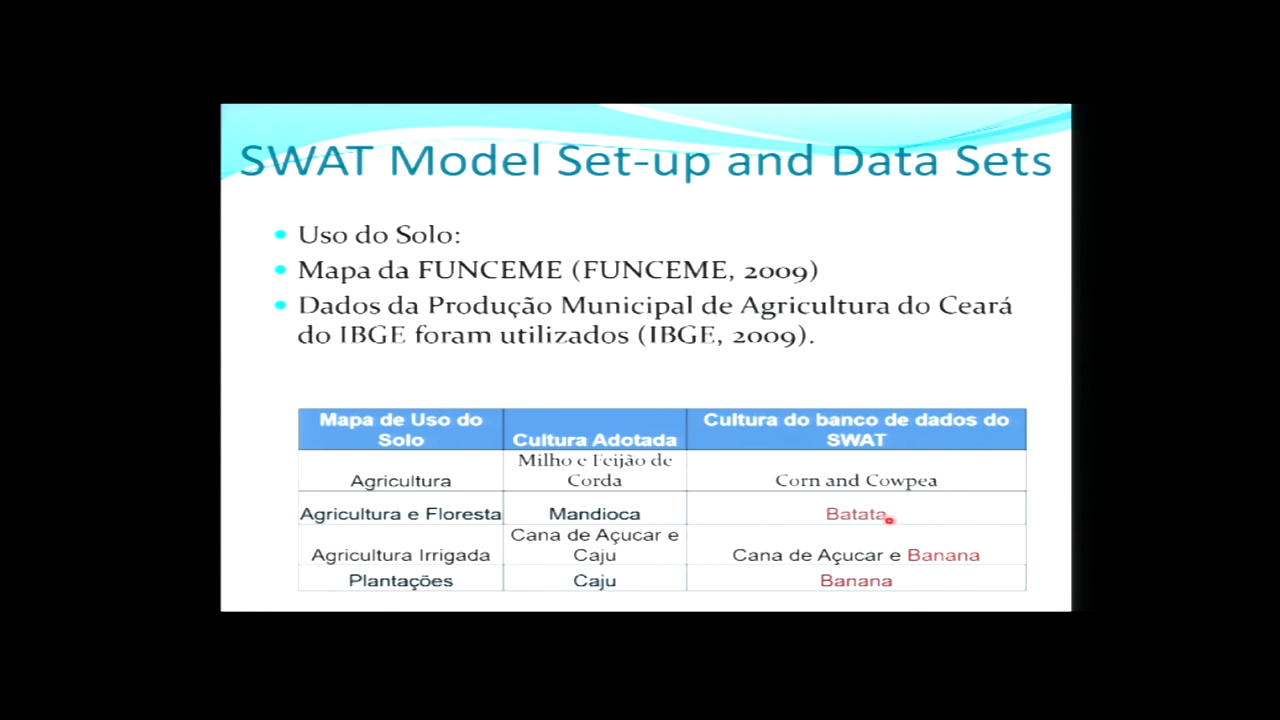 SWAT Model Set-up and Data Sets
Uso do Solo:
Mapa da FUNCEME (FUNCEME, 2009)
Dados da Produção Municipal de Agricultura do Ceará
do IBGE foram utilizados (IBGE, 2009).
Mapa de Uso do
Solo
Cultura Adotada
Cultura do banco de dados do
SWAT
Agricultura
Milho e Feijão de
Corda
Corn and Cowpea
Agricultura e Floresta
Mandioca
Batata
Agricultura Irrigada
Cana de Açucar e
Caju
Cana de Açucar e Banana
Plantações
Caju
Banana